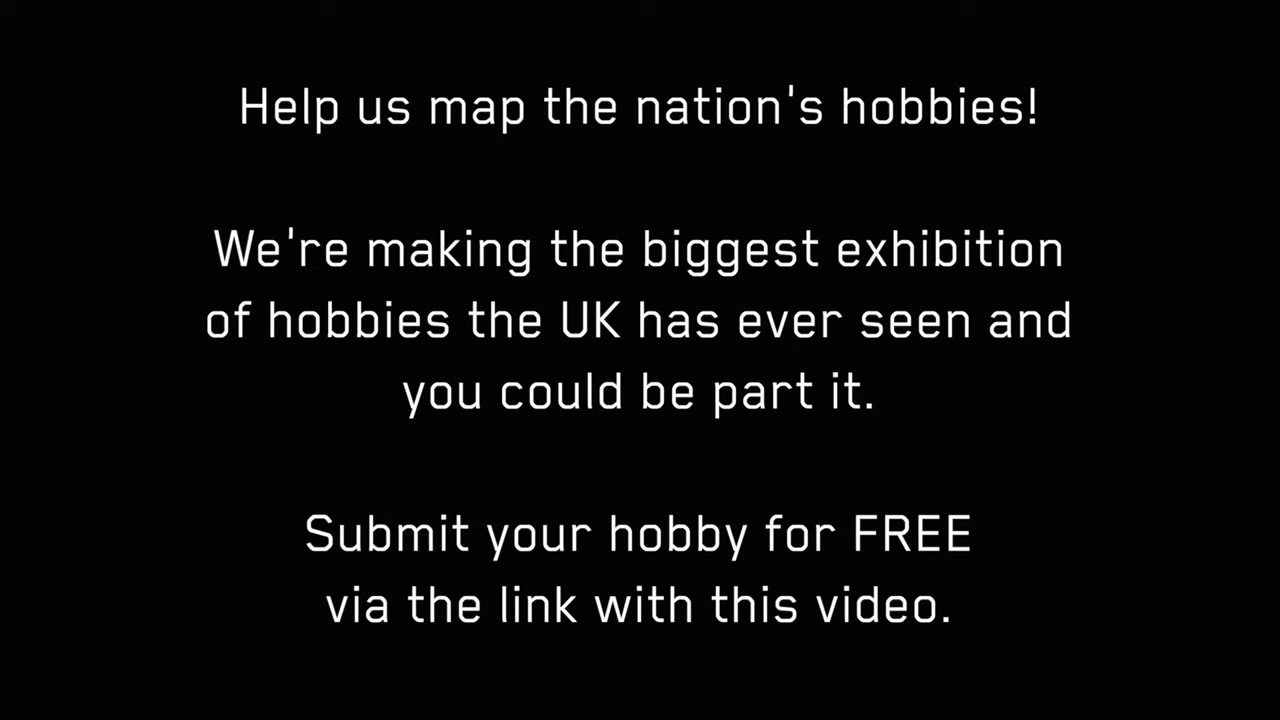 Help us map the nation's hobbies!
We're making the biggest exhibition
of hobbies the UK has ever seen and
you could be part it.
Submit your hobby for FREE
via the link with this video.